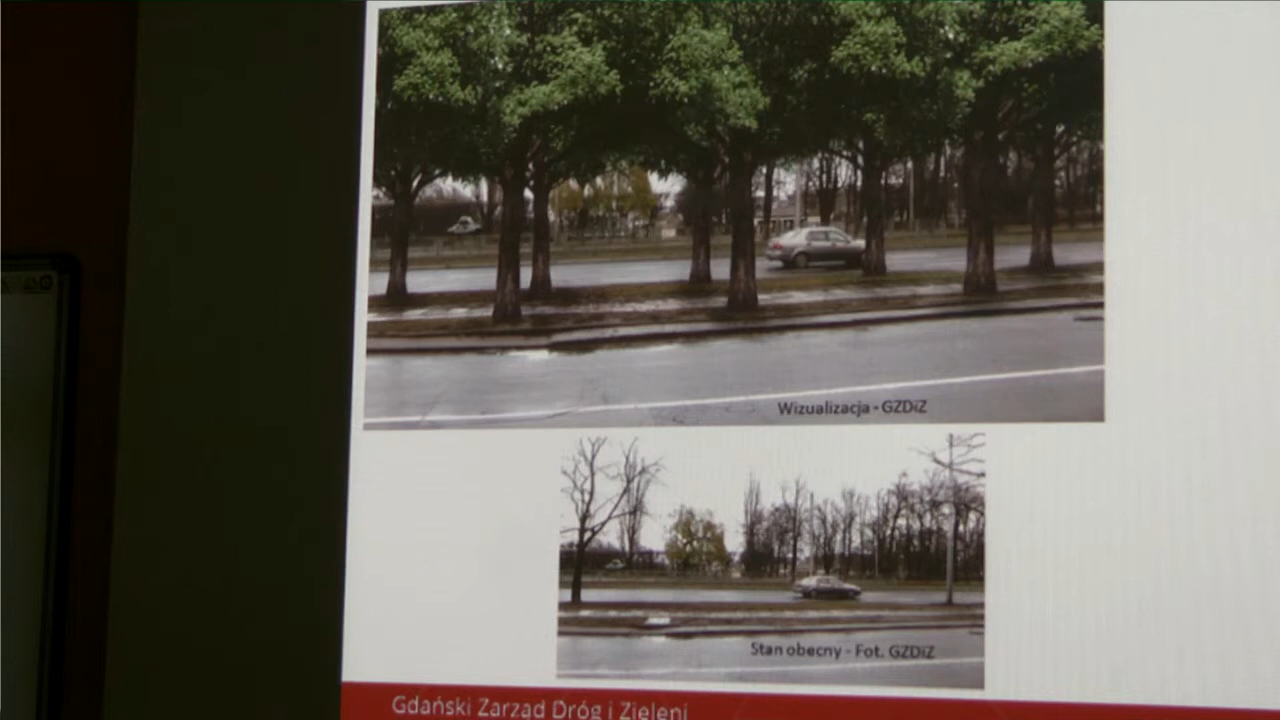 Wizualizacja - GZDiZ
Stan obecny - Fot. GZDiZ
Gdański Zarząd Dróg i Zieleni